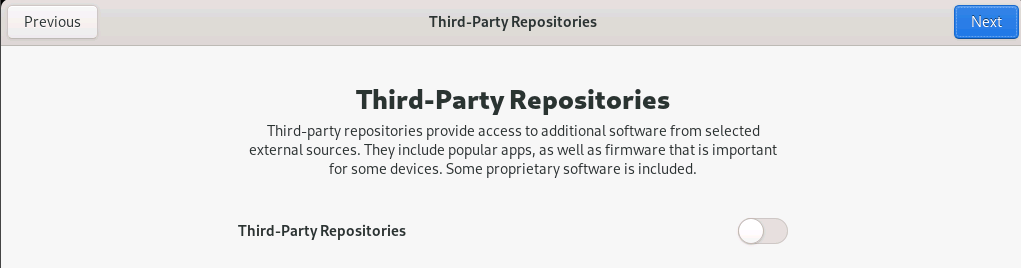 Previous
Third-Party Repositories
Next
Third-Party Repositories
Third-party repositories provide access to additional software from selected
external sources. They include popular apps, as well as firmware that is important
for some devices. Some proprietary software is included.
Third-Party Repositories